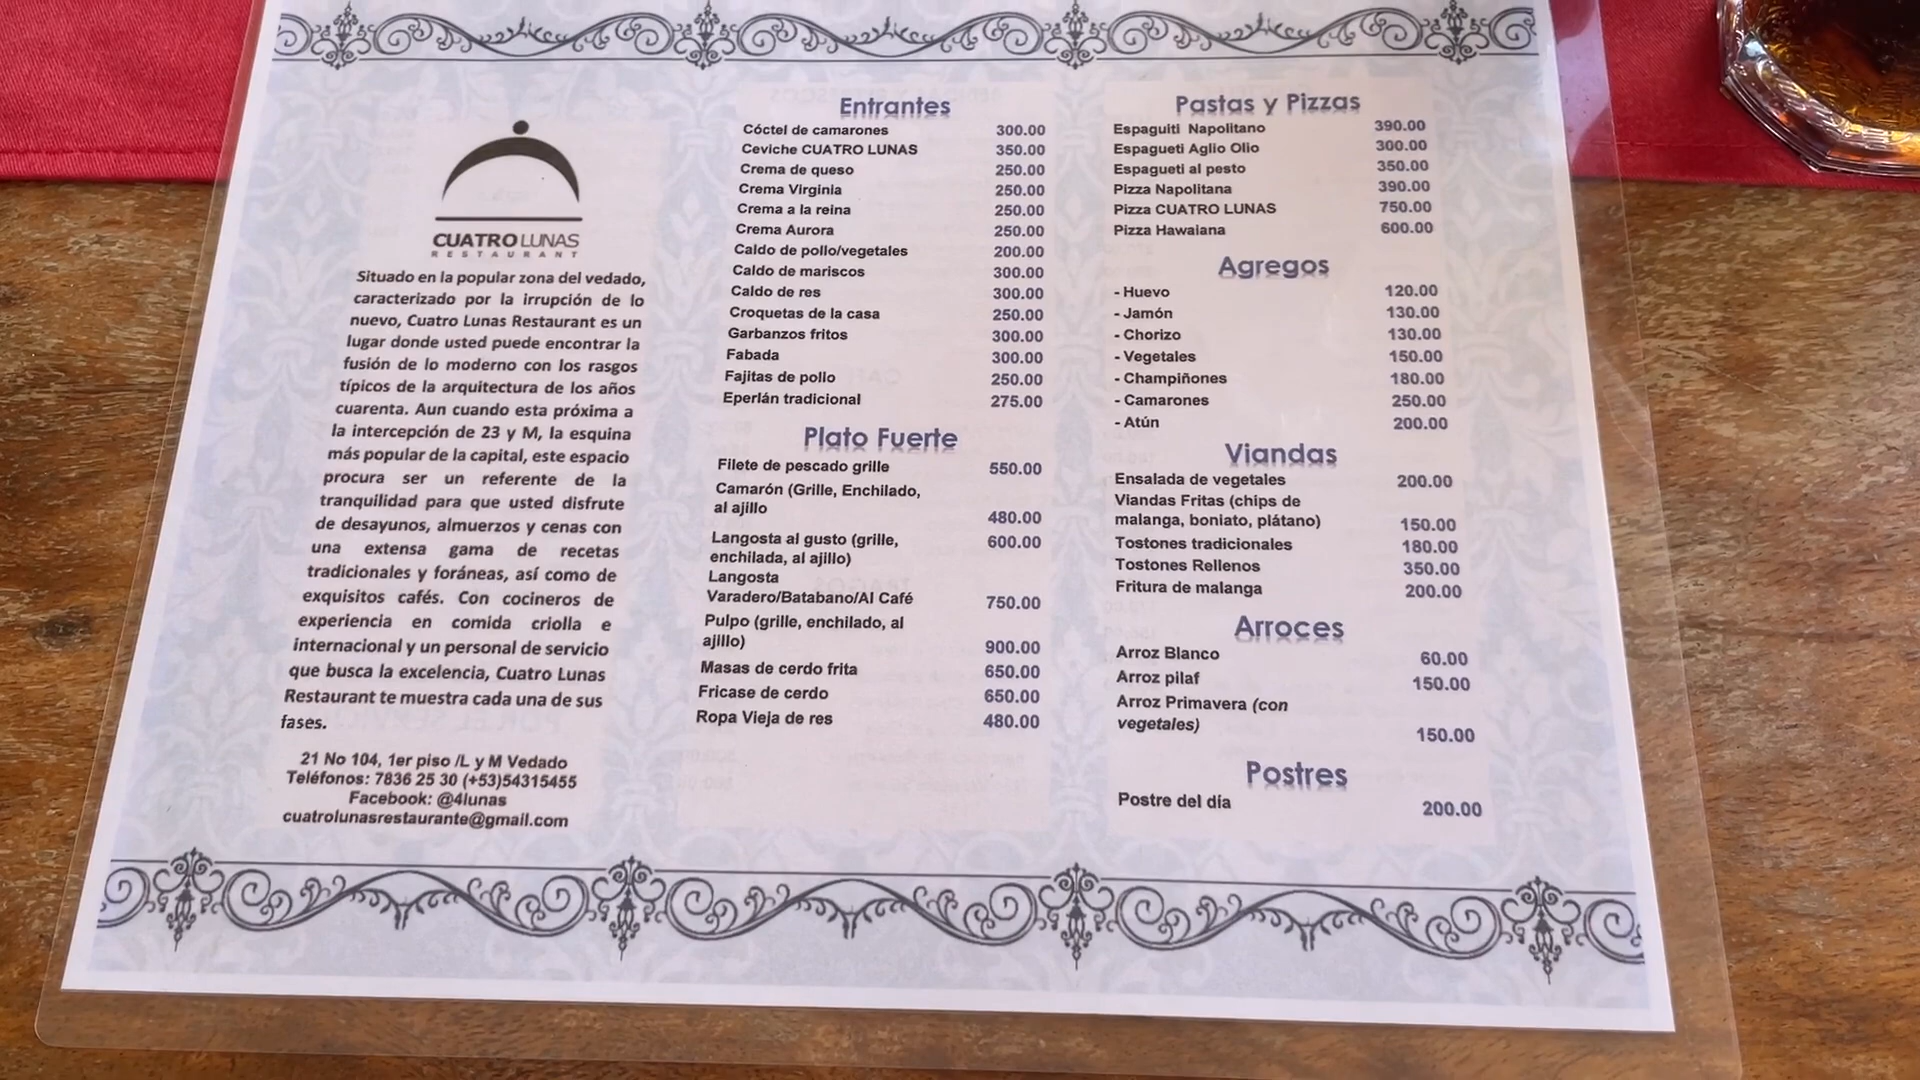 CUATRO LUNAS
RESTAURANT
Situado en la popular zona del vedado,
caracterizado por la irrupción de lo
nuevo, Cuatro Lunas Restaurant es un
lugar donde usted puede encontrar la
fusión de lo moderno con los rasgos
típicos de la arquitectura de los años
cuarenta. Aun cuando esta próxima a
la intercepción de 23 y M, la esquina
más popular de la capital, este espacio
procura ser un referente de la
tranquilidad para que usted disfrute
de desayunos, almuerzos y cenas con
una extensa gama de recetas
tradicionales y foráneas, así como de
exquisitos cafés. Con cocineros de
experiencia en comida criolla e
internacional y un personal de servicio
que busca la excelencia, Cuatro Lunas
Restaurant te muestra cada una de sus
fases.
21 No 104, 1er piso /L y M Vedado
Teléfonos: 7836 25 30 (+53)54315455
Facebook: @4lunas
cuatrolunasrestaurante@gmail.com
Entrantes
Cóctel de camarones 300.00
Ceviche CUATRO LUNAS 350.00
Crema de queso 250.00
Crema Virginia 250.00
Crema a la reina 250.00
Crema Aurora 250.00
Caldo de pollo/vegetales 200.00
Caldo de mariscos 300.00
Caldo de res 300.00
Croquetas de la casa 250.00
Garbanzos fritos 300.00
Fabada 300.00
Fajitas de pollo 250.00
Eperlán tradicional 275.00
Plato Fuerte
Filete de pescado grille 550.00
Camarón (Grille, Enchilado,
al ajillo 480.00
Langosta al gusto (grille, 600.00
enchilada, al ajillo)
Langosta
Varadero/Batabano/Al Café 750.00
Pulpo (grille, enchilado, al
ajillo) 900.00
Masas de cerdo frita 650.00
Fricase de cerdo 650.00
Ropa Vieja de res 480.00
Pastas y Pizzas
Espaguiti Napolitano 390.00
Espagueti Aglio Olio 300.00
Espagueti al pesto 350.00
Pizza Napolitana 390.00
Pizza CUATRO LUNAS 750.00
Pizza Hawaiana 600.00
Agregos
- Huevo 120.00
- Jamón 130.00
- Chorizo 130.00
- Vegetales 150.00
- Champiñones 180.00
- Camarones 250.00
- Atún 200.00
Viandas
Ensalada de vegetales 200.00
Viandas Fritas (chips de
malanga, boniato, plátano) 150.00
Tostones tradicionales 180.00
Tostones Rellenos 350.00
Fritura de malanga 200.00
Arroces
Arroz Blanco 60.00
Arroz pilaf 150.00
Arroz Primavera (con
vegetales) 150.00
Postres
Postre del día 200.00